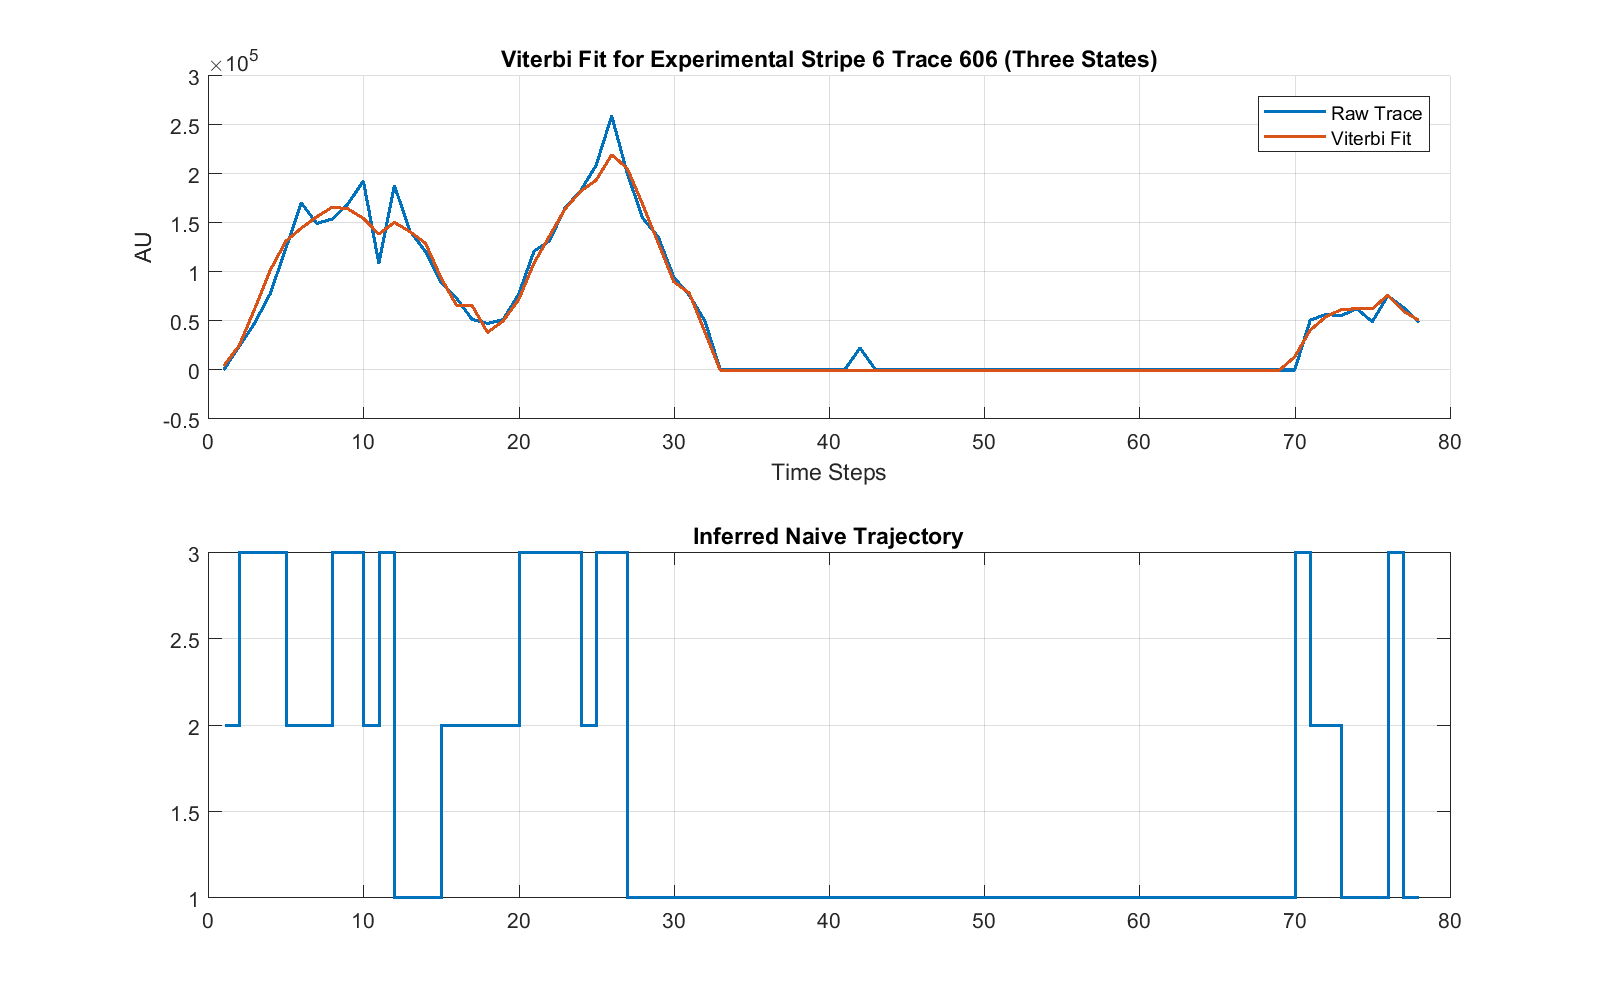 Viterbi Fit for Experimental Stripe 6 Trace 606 (Three States)
×10^5
3
2.5
2
1.5
1
0.5
0
-0.5
AU
Raw Trace
Viterbi Fit
0 10 20 30 40 50 60 70 80
Time Steps
Inferred Naive Trajectory
3
2.5
2
1.5
1
0 10 20 30 40 50 60 70 80